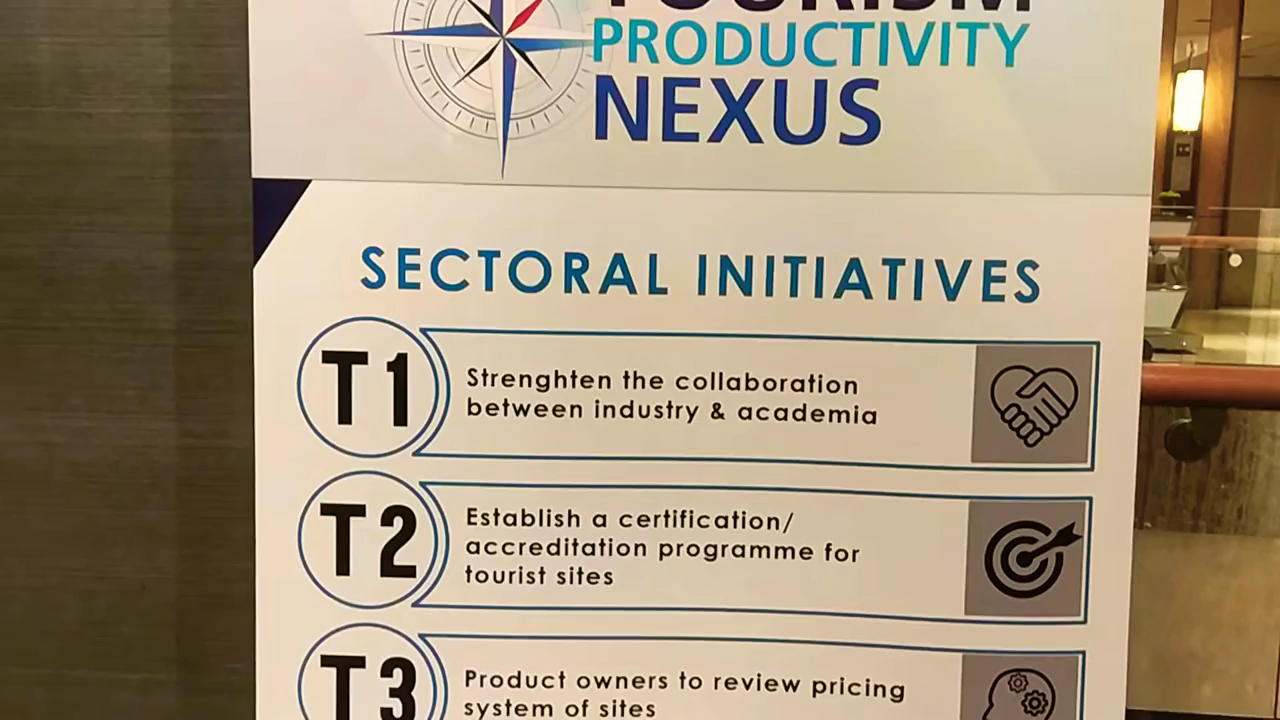 TOURISM
PRODUCTIVITY
NEXUS
SECTORAL INITIATIVES
T1
Strenghten the collaboration
between industry & academia
T2
Establish a certification/
accreditation programme for
tourist sites
T3
Product owners to review pricing
system of sites